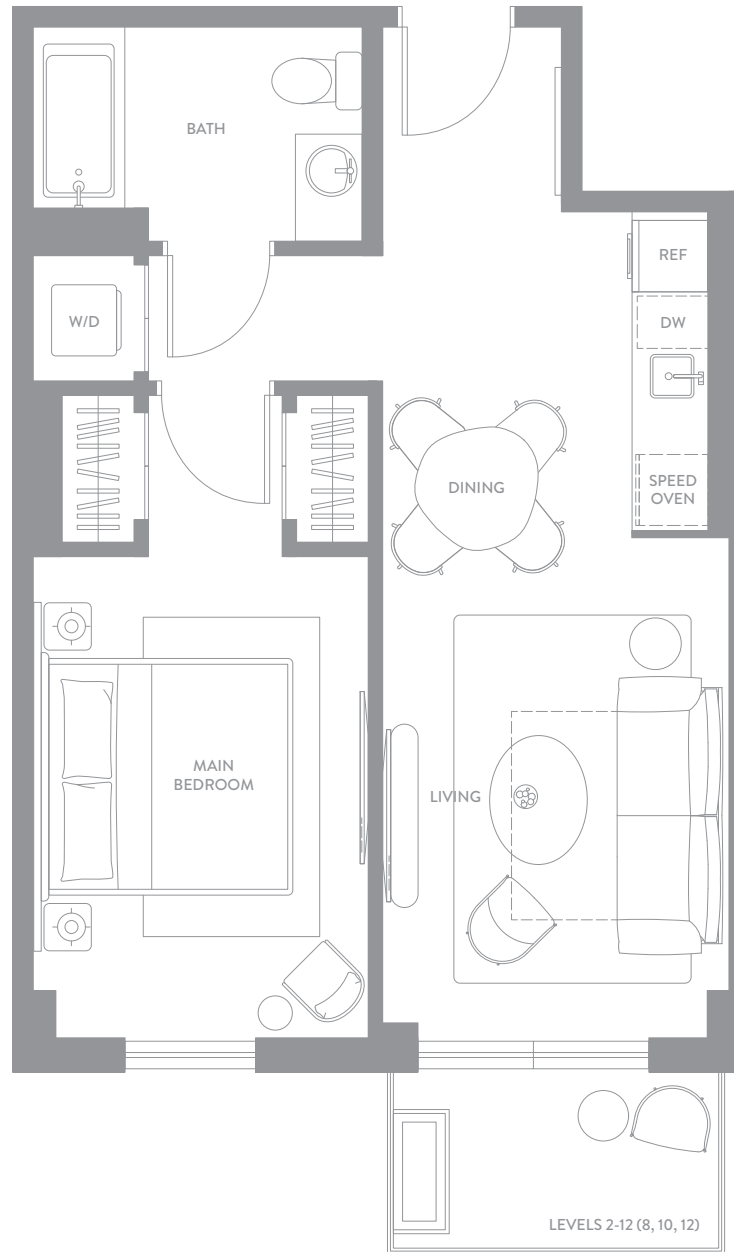 BATH
REF
W/D
DW
SPEED
OVEN
DINING
MAIN
BEDROOM
LIVING
LEVELS 2-12 (8, 10, 12)